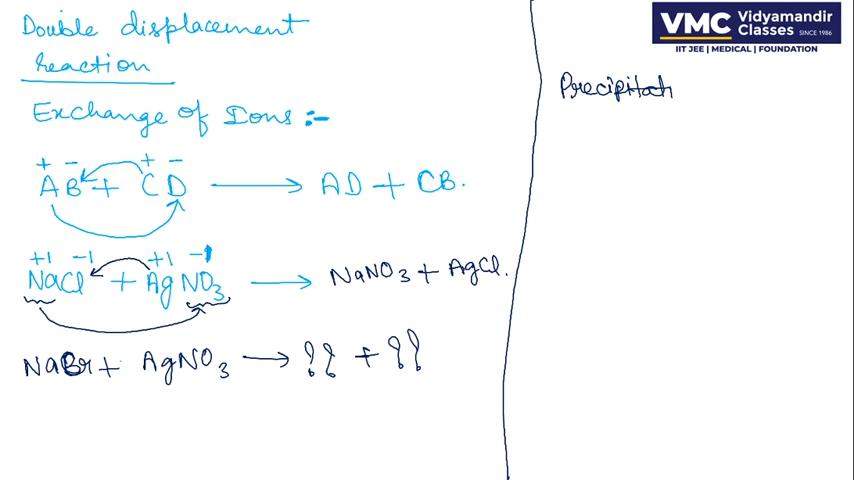 Double displacement
reaction
Exchange of Ions :-
+ - + -
AB + CD → AD + CB.
+1 -1 +1 -1
NaCl + AgNO3 → NaNO3 + AgCl.
NaBr + AgNO3 → ?? + ??
VMC Vidyamandir
Classes SINCE 1986
IIT JEE | MEDICAL | FOUNDATION
Precipitath